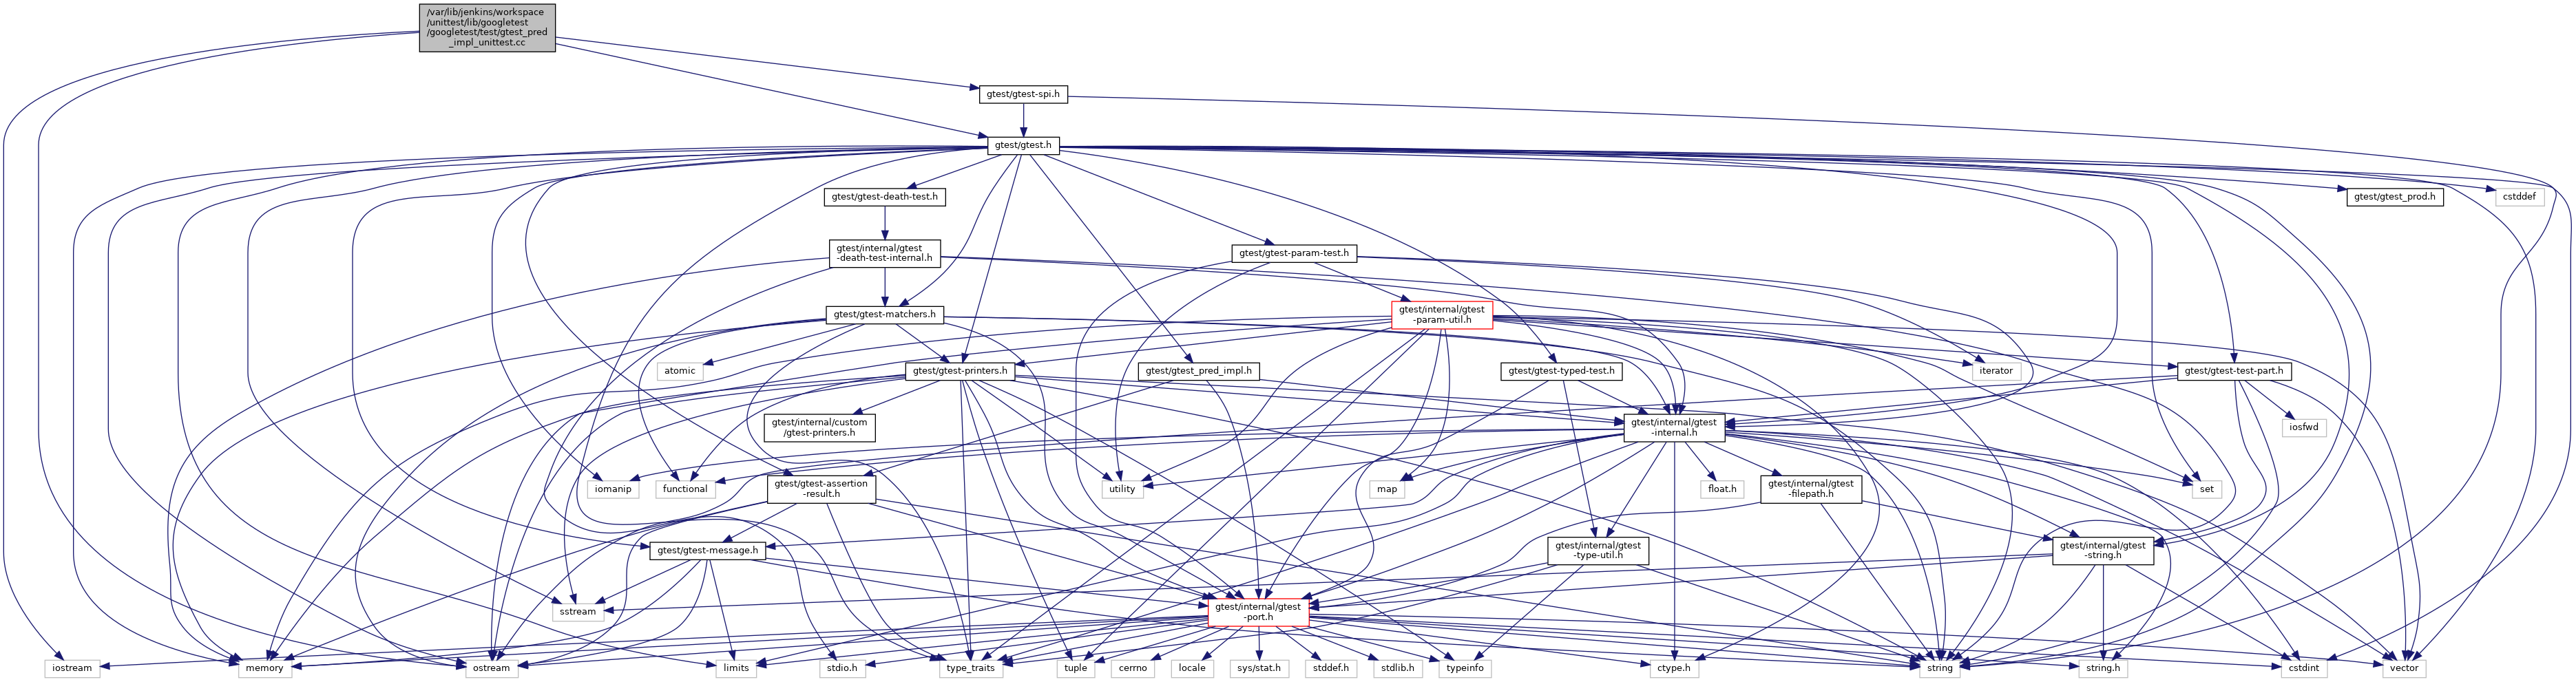 /var/lib/jenkins/workspace
/unittest/lib/googletest
/googletest/test/gtest_pred
_impl_unittest.cc
gtest/gtest-spi.h
gtest/gtest.h
gtest/gtest-death-test.h
gtest/gtest_prod.h
cstddef
gtest/internal/gtest
-death-test-internal.h
gtest/gtest-param-test.h
gtest/gtest-matchers.h
gtest/internal/gtest
-param-util.h
atomic
gtest/gtest-printers.h
gtest/gtest_pred_impl.h
gtest/gtest-typed-test.h
iterator
gtest/gtest-test-part.h
gtest/internal/custom
/gtest-printers.h
gtest/internal/gtest
-internal.h
iosfwd
iomanip
functional
gtest/gtest-assertion
-result.h
utility
map
float.h
gtest/internal/gtest
-filepath.h
set
gtest/gtest-message.h
gtest/internal/gtest
-type-util.h
gtest/internal/gtest
-string.h
sstream
gtest/internal/gtest
-port.h
iostream
memory
ostream
limits
stdio.h
type_traits
tuple
cerrno
locale
sys/stat.h
stddef.h
stdlib.h
typeinfo
ctype.h
string
string.h
cstdint
vector